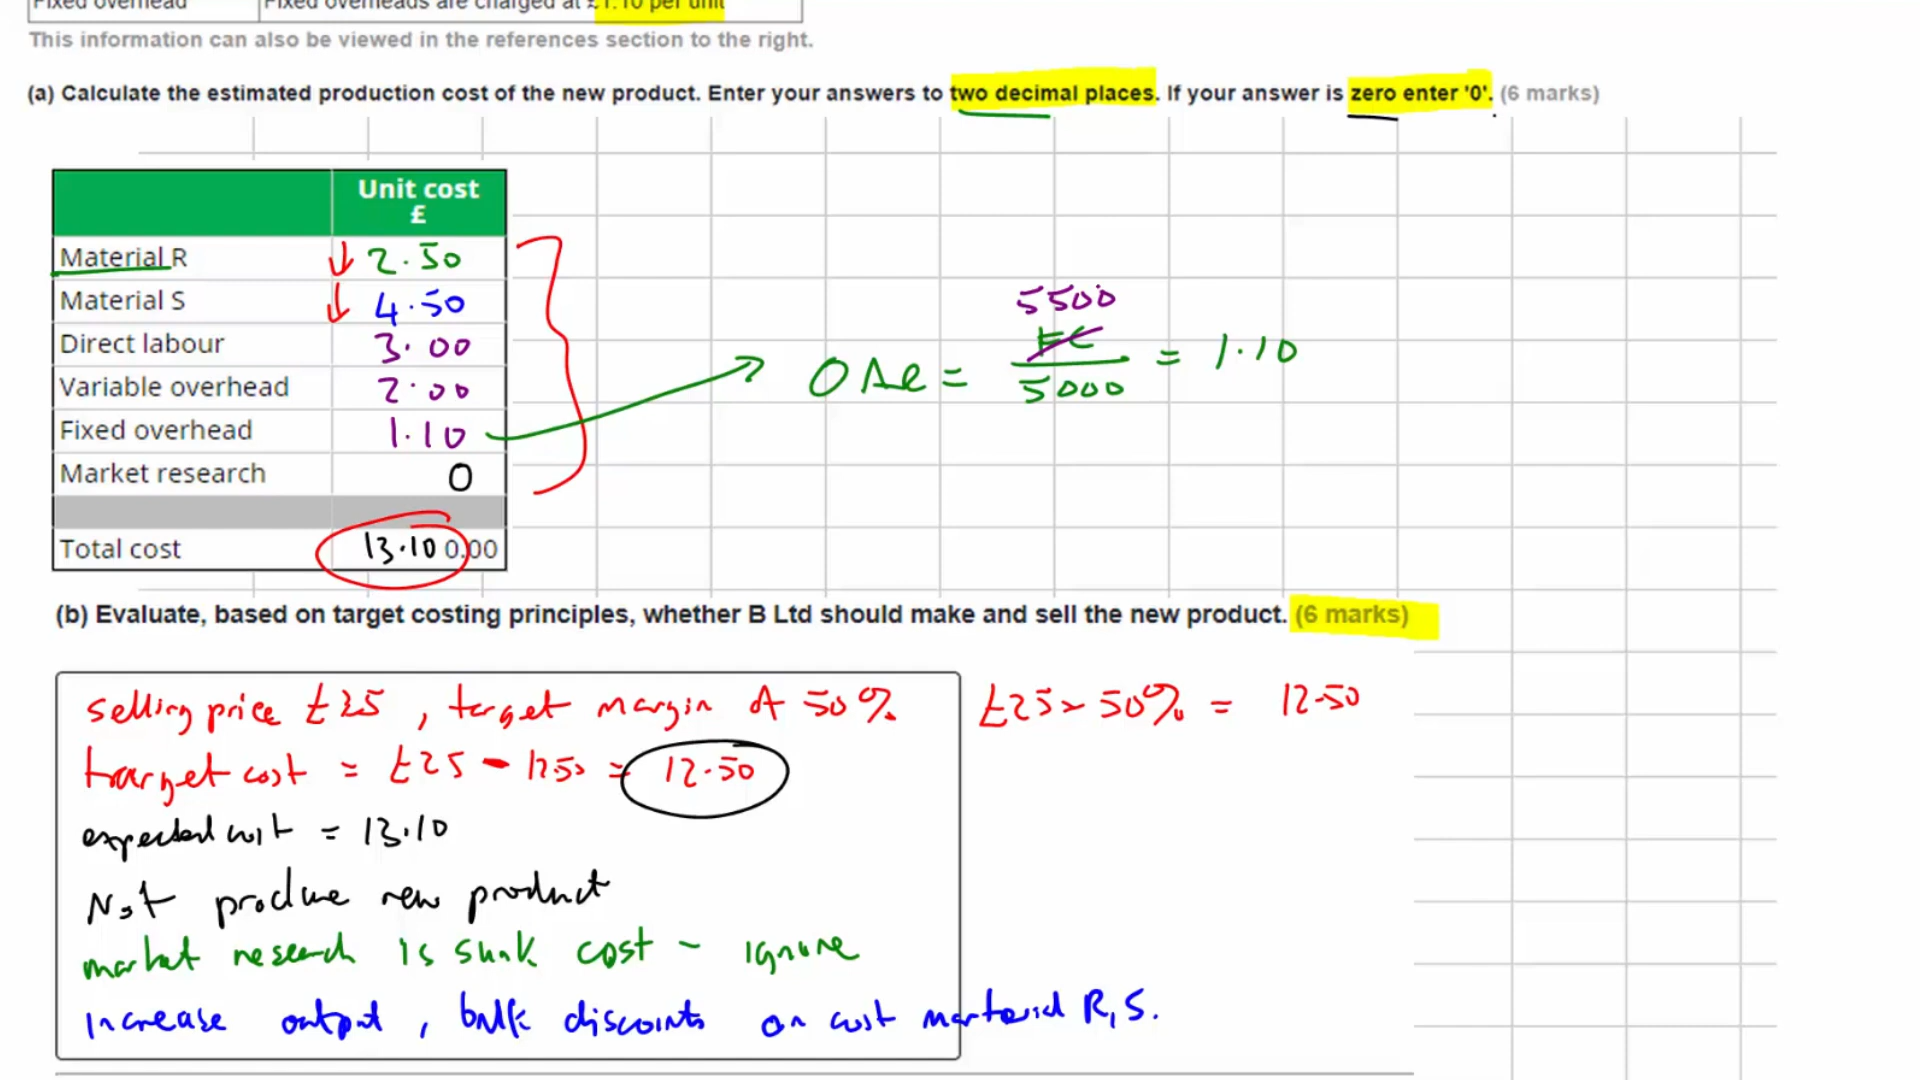 Fixed overhead Fixed overheads are charged at £1.10 per unit
This information can also be viewed in the references section to the right.
(a) Calculate the estimated production cost of the new product. Enter your answers to two decimal places. If your answer is zero enter '0'. (6 marks)
Unit cost
£
Material R 2.50
Material S 4.50
Direct labour 3.00
Variable overhead 2.00
Fixed overhead 1.10
Market research 0
Total cost 13.10 0.00
5500
FC
OAR = 5000 = 1.10
(b) Evaluate, based on target costing principles, whether B Ltd should make and sell the new product. (6 marks)
selling price £25, target margin of 50% £25 × 50% = 12.50
target cost = £25 - 12.50 = 12.50
expected cost = 13.10
Not produce new product
market research is sunk cost - ignore
increase output, bulk discounts on cost material R, S.